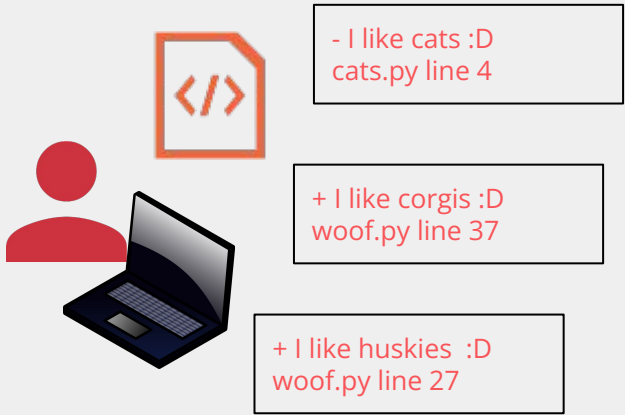 </>
- I like cats :D
cats.py line 4
+ I like corgis :D
woof.py line 37
+ I like huskies  :D
woof.py line 27